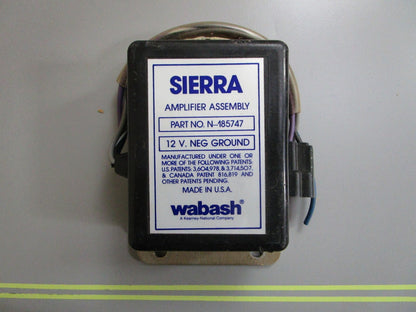 SIERRA
AMPLIFIER ASSEMBLY
PART NO. N-185747
12 V. NEG GROUND
MANUFACTURED UNDER ONE OR
MORE OF THE FOLLOWING PATENTS:
U.S. PATENTS: 3,604,978, & 3,714,507,
& CANADA PATENT 816,819 AND
OTHER PATENTS PENDING.
MADE IN U.S.A.
wabash®
A Kearney-National Company